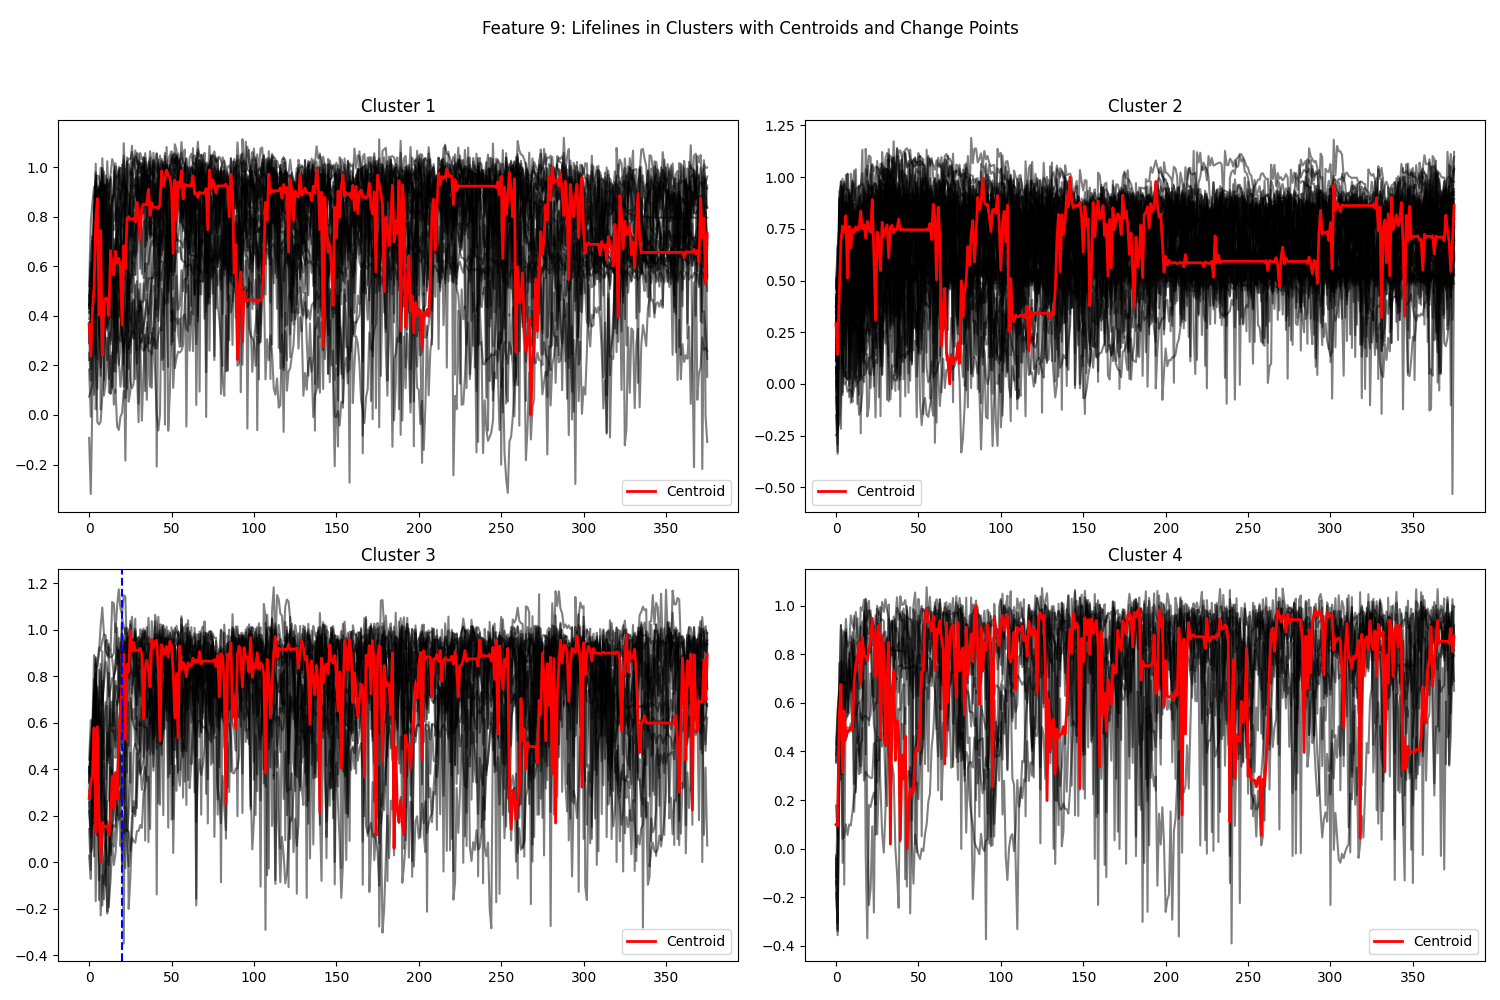 Feature 9: Lifelines in Clusters with Centroids and Change Points
Cluster 1
1.0
0.8
0.6
0.4
0.2
0.0
−0.2
Centroid
0 50 100 150 200 250 300 350
Cluster 2
1.25
1.00
0.75
0.50
0.25
0.00
−0.25
−0.50
Centroid
0 50 100 150 200 250 300 350
Cluster 3
1.2
1.0
0.8
0.6
0.4
0.2
0.0
−0.2
−0.4
Centroid
0 50 100 150 200 250 300 350
Cluster 4
1.0
0.8
0.6
0.4
0.2
0.0
−0.2
−0.4
Centroid
0 50 100 150 200 250 300 350